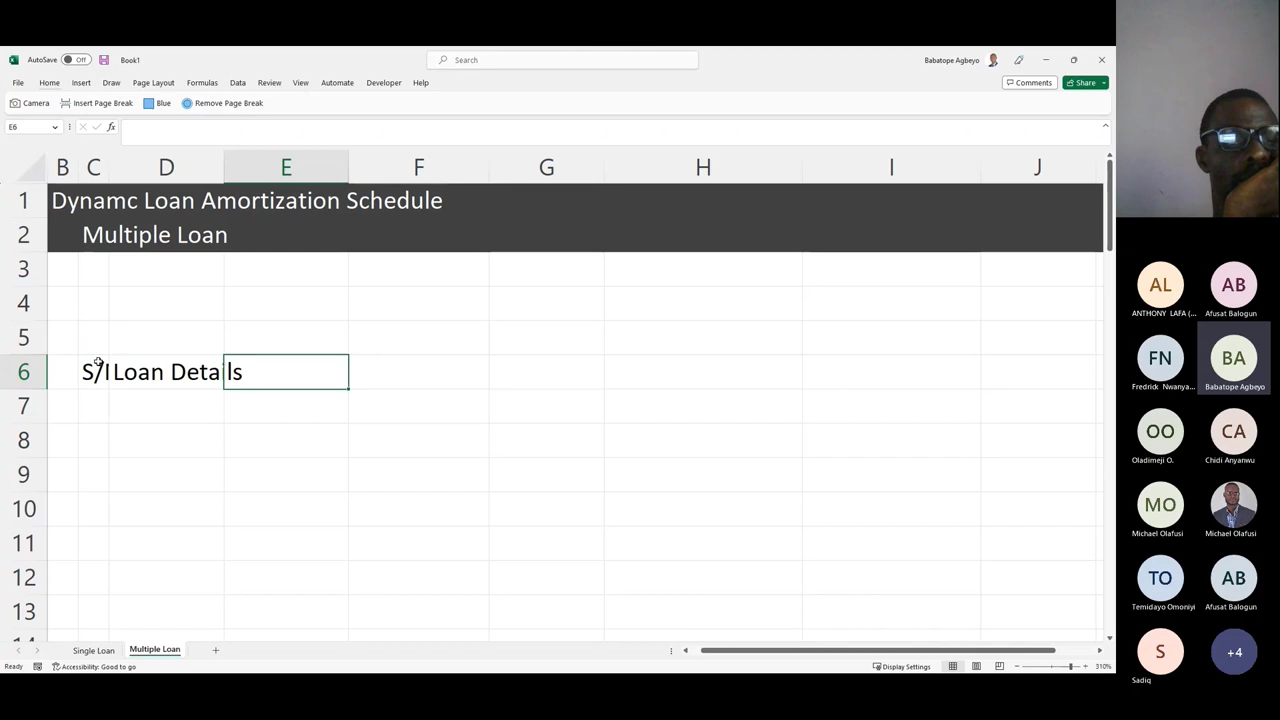 AutoSave Off Book1 Search Babatope Agbeyo
File Home Insert Draw Page Layout Formulas Data Review View Automate Developer Help Comments Share
Camera Insert Page Break Blue Remove Page Break
E6 fx
B C D E F G H I J
1 Dynamc Loan Amortization Schedule
2 Multiple Loan
3
4
5
6 S/l Loan Details
7
8
9
10
11
12
13
14
Single Loan Multiple Loan
Ready Accessibility: Good to go Display Settings 310%
AL AB
ANTHONY LAFA (... Afusat Balogun
FN BA
Fredrick Nwanya... Babatope Agbeyo
OO CA
Oladimeji O. Chidi Anyanwu
MO
Michael Olafusi Michael Olafusi
TO AB
Temidayo Omoniyi Afusat Balogun
S +4
Sadiq